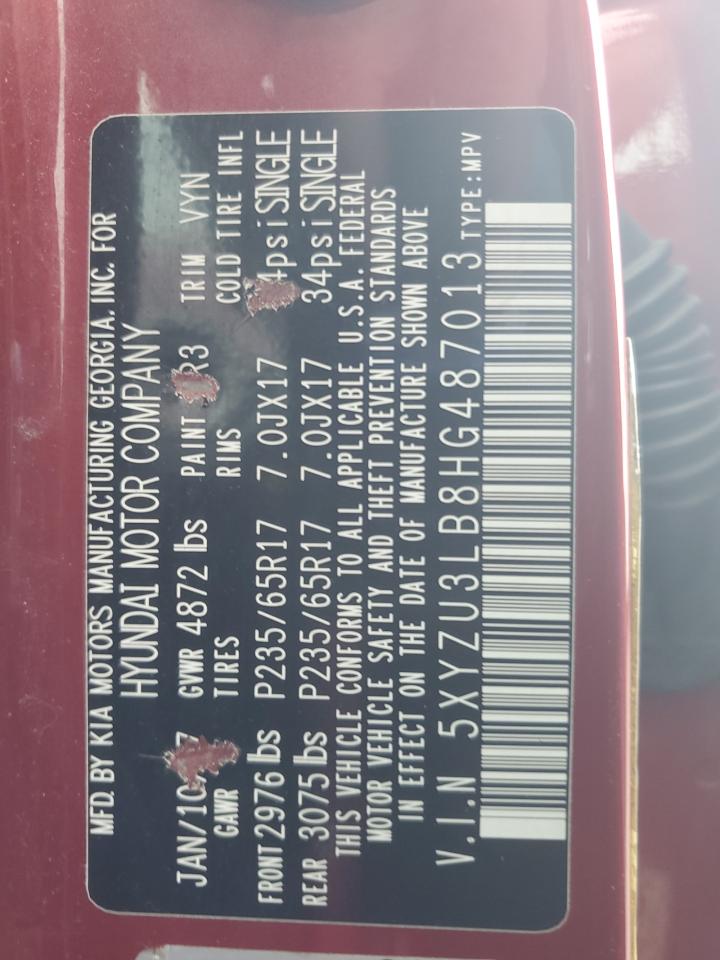 MFD. BY KIA MOTORS MANUFACTURING GEORGIA, INC. FOR
HYUNDAI MOTOR COMPANY
GVWR 4872 lbs PAINT TRIM VYN
GAWR TIRES RIMS COLD TIRE INFL
FRONT 2976 lbs P235/65R17 7.0JX17 SINGLE
REAR 3075 lbs P235/65R17 7.0JX17 34psi SINGLE
THIS VEHICLE CONFORMS TO ALL APPLICABLE U.S.A. FEDERAL
MOTOR VEHICLE SAFETY AND THEFT PREVENTION STANDARDS
IN EFFECT ON THE DATE OF MANUFACTURE SHOWN ABOVE
V.I.N 5XYZU3LB8HG487013 TYPE:MPV